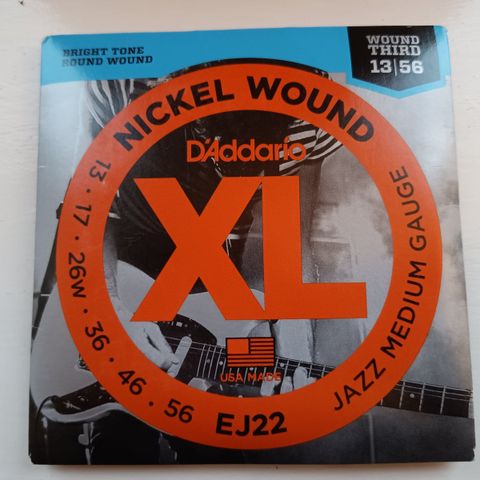 BRIGHT TONE
ROUND WOUND
WOUND
THIRD
13|56
NICKEL WOUND
D'Addario
XL
USA MADE
13 • 17 • 26W • 36 • 46 • 56
EJ22
JAZZ MEDIUM GAUGE